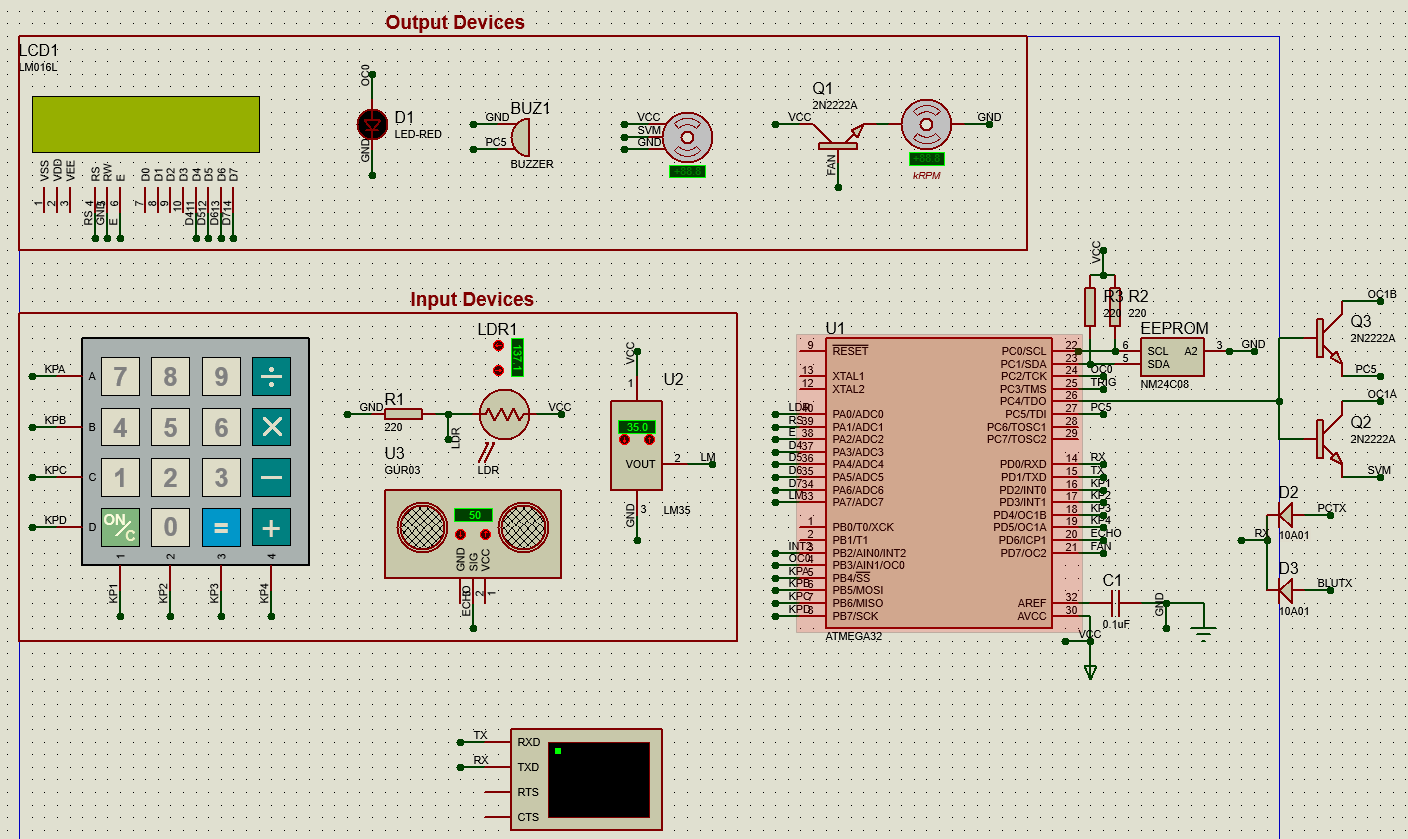 Output Devices
LCD1
LM016L
VSS VDD VEE RS RW E D0 D1 D2 D3 D4 D5 D6 D7
1 2 3 4 5 6 7 8 9 10 11 12 13 14
RS GND E D4 D5 D6 D7
OC0
D1
LED-RED
GND
BUZ1
GND
PC5
BUZZER
VCC
SVM
GND
+88.8
Q1
2N2222A
VCC
FAN
GND
+88.8
kRPM
Input Devices
KPA A 7 8 9 ÷
KPB B 4 5 6 ×
KPC C 1 2 3 −
KPD D ON/C 0 = +
1 2 3 4
KP1 KP2 KP3 KP4
LDR1
137.1
R1
GND
220
VCC
LDR
LDR
U3
GUR03
50
GND SIG VCC
2 1
ECHO
VCC
1
U2
35.0
VOUT 2 LM
3
GND
LM35
U1
9 RESET
13 XTAL1
12 XTAL2
LDR 40 PA0/ADC0
RS 39 PA1/ADC1
E 38 PA2/ADC2
D4 37 PA3/ADC3
D5 36 PA4/ADC4
D6 35 PA5/ADC5
D7 34 PA6/ADC6
LM 33 PA7/ADC7
1 PB0/T0/XCK
2 PB1/T1
INT2 3 PB2/AIN0/INT2
OC0 4 PB3/AIN1/OC0
KPA 5 PB4/SS
KPB 6 PB5/MOSI
KPC 7 PB6/MISO
KPD 8 PB7/SCK
PC0/SCL 22
PC1/SDA 23
PC2/TCK 24 OC0
PC3/TMS 25 TRIG
PC4/TDO 26
PC5/TDI 27 PC5
PC6/TOSC1 28
PC7/TOSC2 29
PD0/RXD 14 RX
PD1/TXD 15 TX
PD2/INT0 16 KP1
PD3/INT1 17 KP2
PD4/OC1B 18 KP3
PD5/OC1A 19 KP4
PD6/ICP1 20 ECHO
PD7/OC2 21 FAN
AREF 32
AVCC 30
ATMEGA32
VCC
R3
220
R2
220
EEPROM
6 SCL A2 3 GND
5 SDA
NM24C08
C1
0.1uF
GND
VCC
OC1B
Q3
2N2222A
PC5
OC1A
Q2
2N2222A
SVM
D2
PCTX
10A01
RX
D3
BLUTX
10A01
TX RXD
RX TXD
RTS
CTS